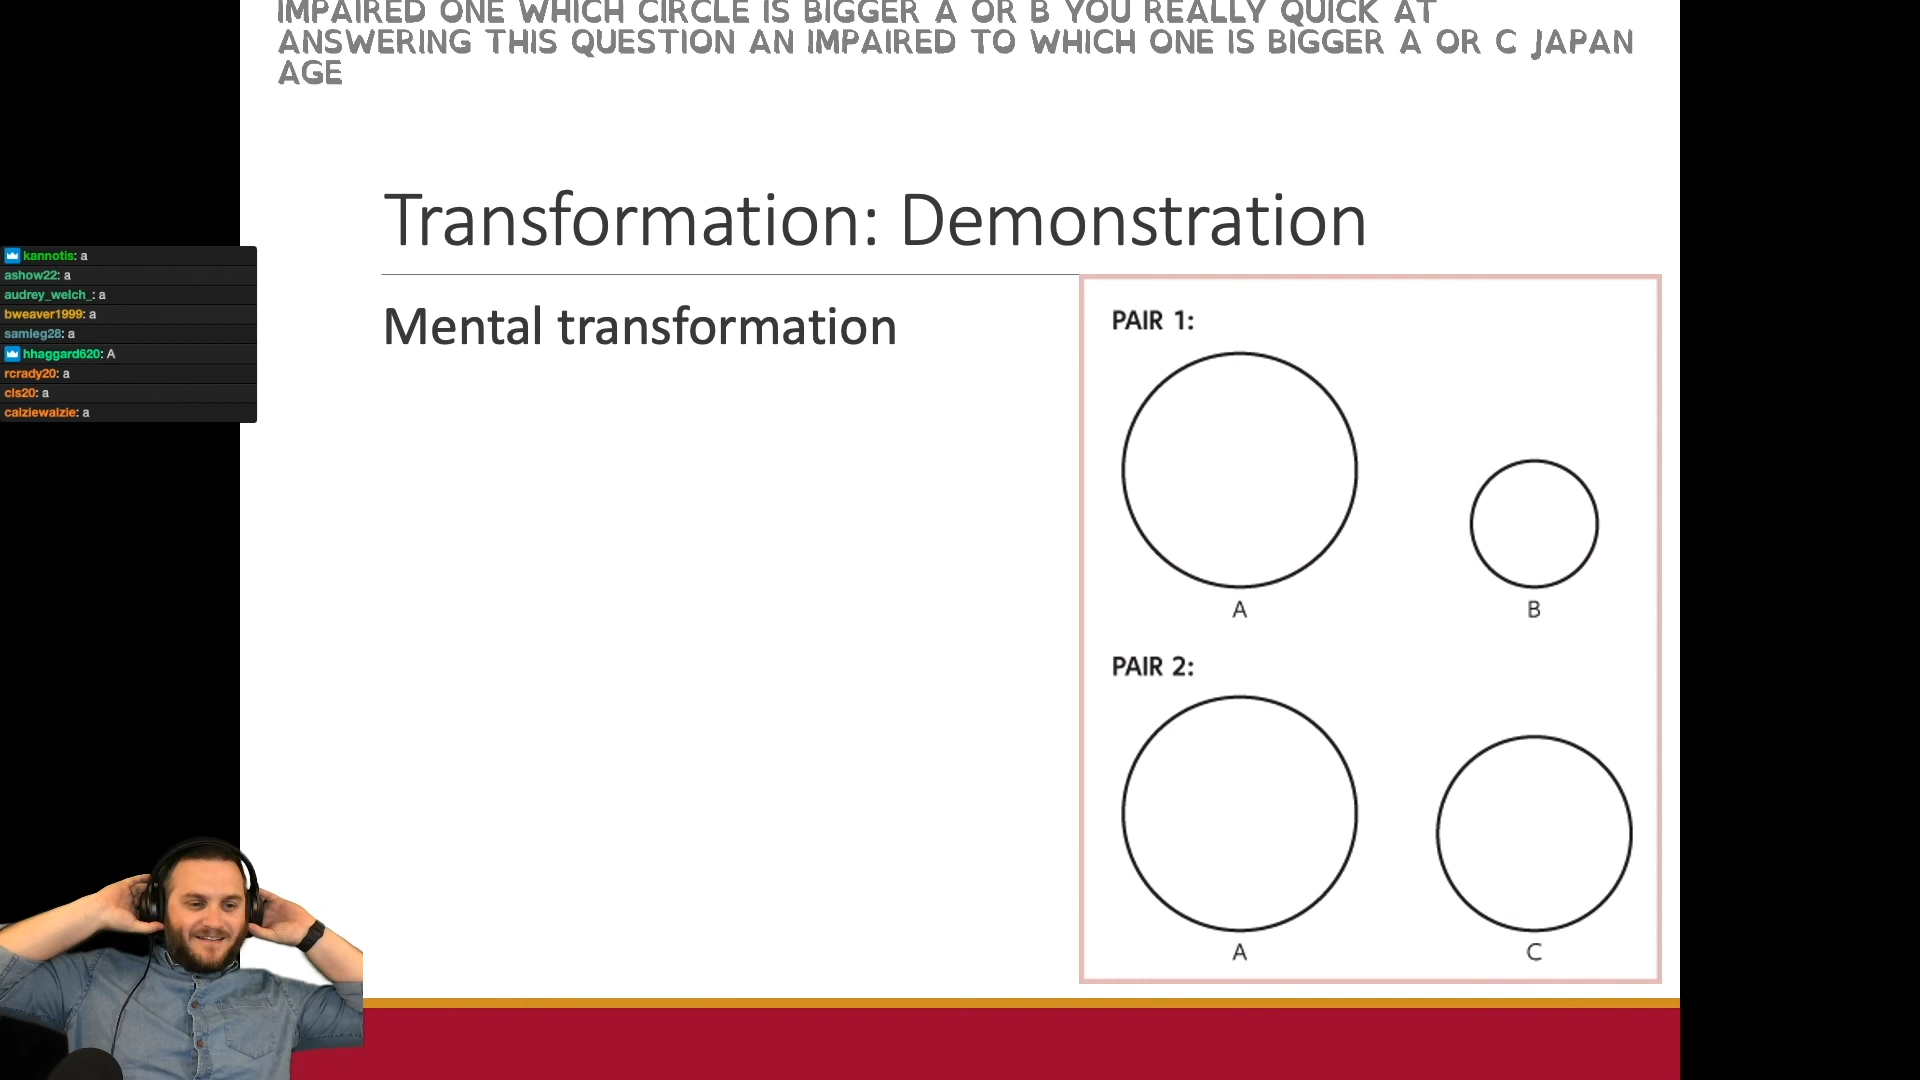 IMPAIRED ONE WHICH CIRCLE IS BIGGER A OR B YOU REALLY QUICK AT
ANSWERING THIS QUESTION AN IMPAIRED TO WHICH ONE IS BIGGER A OR C JAPAN
AGE
Transformation: Demonstration
Mental transformation
kannotis: a
ashow22: a
audrey_welch_: a
bweaver1999: a
samieg28: a
hhaggard620: A
rcrady20: a
cls20: a
calziewalzie: a
PAIR 1:
A
B
PAIR 2:
A
C